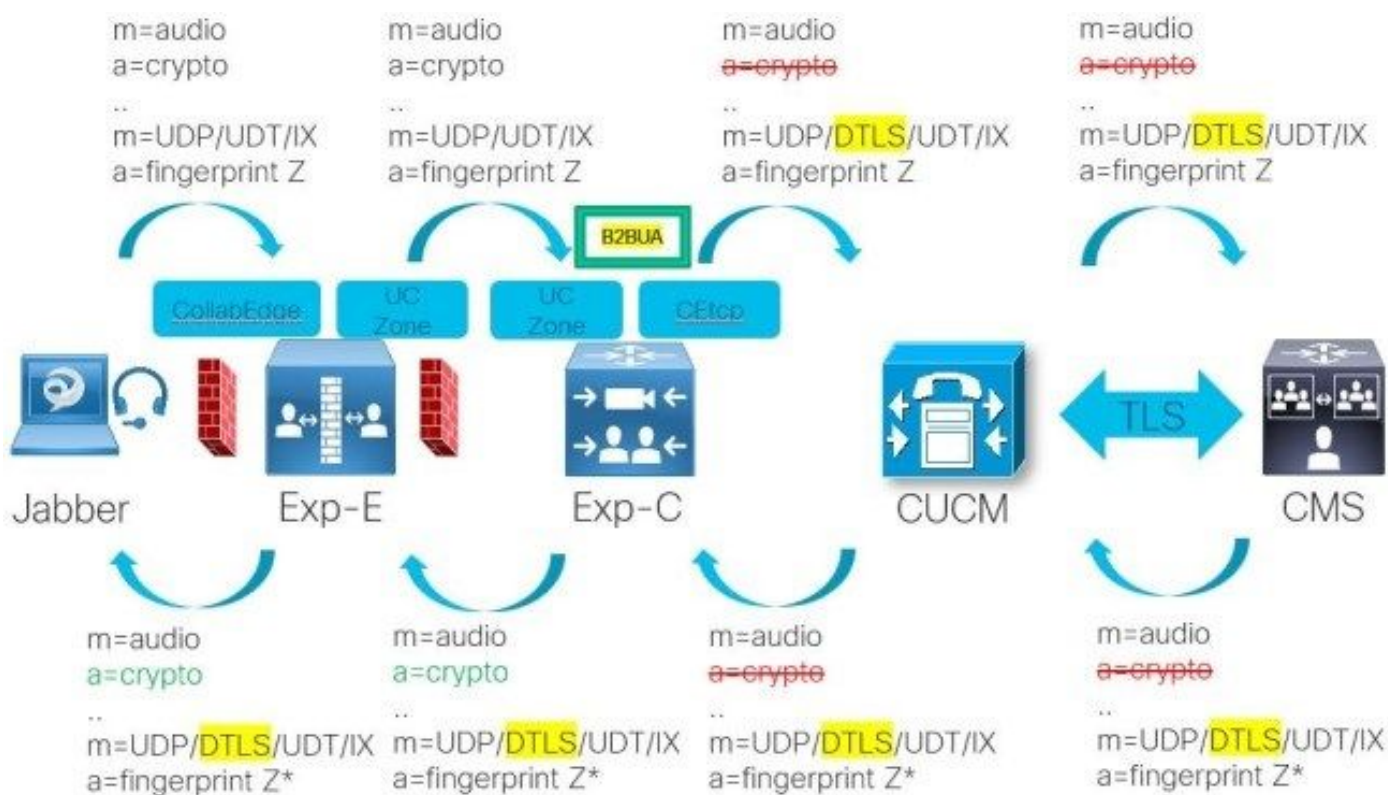 m=audio
a=crypto
..
m=UDP/UDT/IX
a=fingerprint Z
m=audio
a=crypto
..
m=UDP/UDT/IX
a=fingerprint Z
m=audio
a=crypto
..
m=UDP/DTLS/UDT/IX
a=fingerprint Z
m=audio
a=crypto
..
m=UDP/DTLS/UDT/IX
a=fingerprint Z
B2BUA
CollabEdge
UC
Zone
UC
Zone
CEtcp
TLS
Jabber
Exp-E
Exp-C
CUCM
CMS
m=audio
a=crypto
..
m=UDP/DTLS/UDT/IX
a=fingerprint Z*
m=audio
a=crypto
..
m=UDP/DTLS/UDT/IX
a=fingerprint Z*
m=audio
a=crypto
..
m=UDP/DTLS/UDT/IX
a=fingerprint Z*
m=audio
a=crypto
..
m=UDP/DTLS/UDT/IX
a=fingerprint Z*